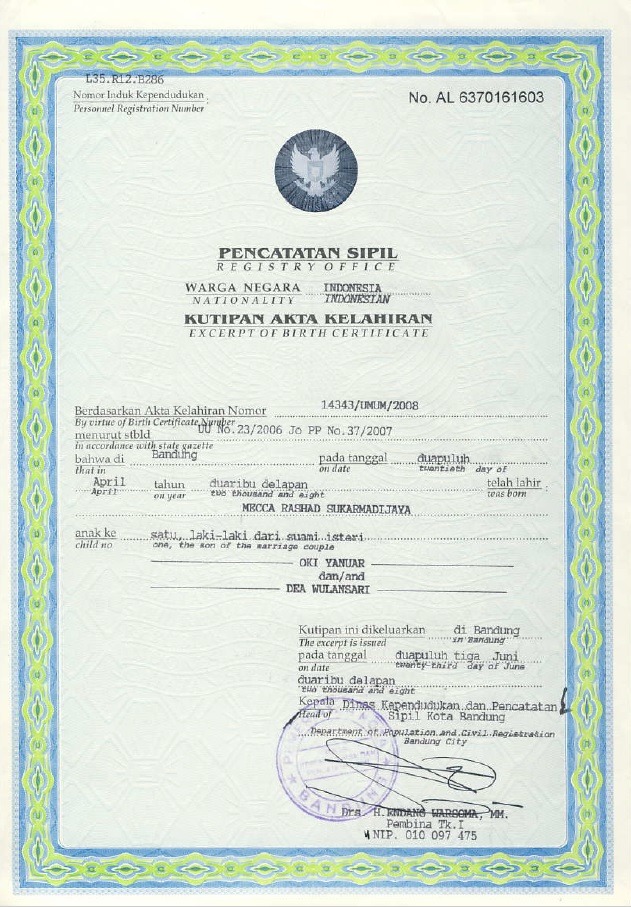 L35.R12.B286
Nomor Induk Kependudukan
Personnel Registration Number
No. AL 6370161603
PENCATATAN SIPIL
REGISTRY OFFICE
WARGA NEGARA INDONESIA
NATIONALITY INDONESIAN
KUTIPAN AKTA KELAHIRAN
EXCERPT OF BIRTH CERTIFICATE
Berdasarkan Akta Kelahiran Nomor 14343/UMUM/2008
By virtue of Birth Certificate Number
menurut stbld UU No.23/2006 Jo PP No.37/2007
in accordance with state gazette
bahwa di Bandung pada tanggal duapuluh
that in on date twentieth day of
April tahun duaribu delapan telah lahir :
April on year two thousand and eight was born
MECCA RASHAD SUKARMADIJAYA
anak ke satu, laki-laki dari suami isteri
child no one, the son of the marriage couple
OKI YANUAR
dan/and
DEA WULANSARI
Kutipan ini dikeluarkan di Bandung
The excerpt is issued in Bandung
pada tanggal duapuluh tiga Juni
on date twenty-third day of June
duaribu delapan
two thousand and eight
Kepala Dinas Kependudukan dan Pencatatan
Head of Sipil Kota Bandung
Department of Population and Civil Registration
Bandung City
BANDUNG
Drs. H.ENDANG WARSOMA, MM.
Pembina Tk.I
NIP. 010 097 475